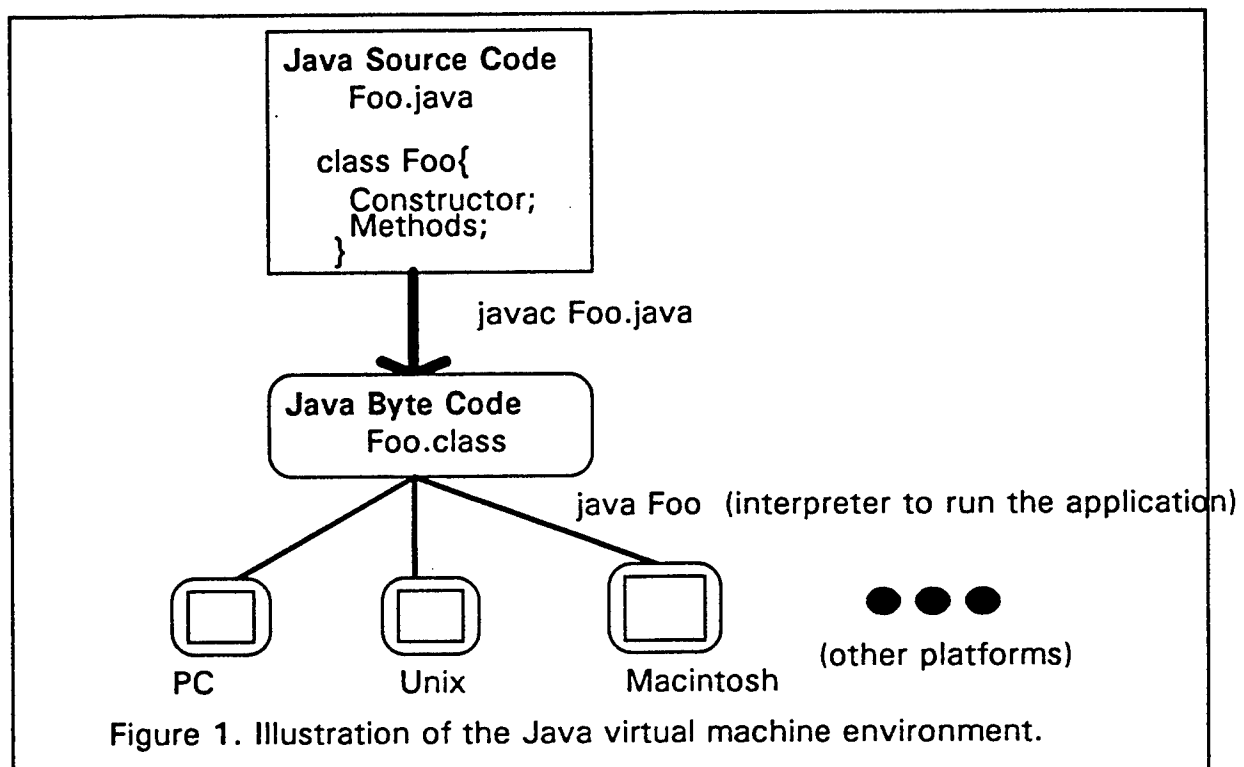 Java Source Code
Foo.java
class Foo{
Constructor;
Methods;
}
javac Foo.java
Java Byte Code
Foo.class
java Foo (interpreter to run the application)
PC
Unix
Macintosh
(other platforms)
Figure 1. Illustration of the Java virtual machine environment.